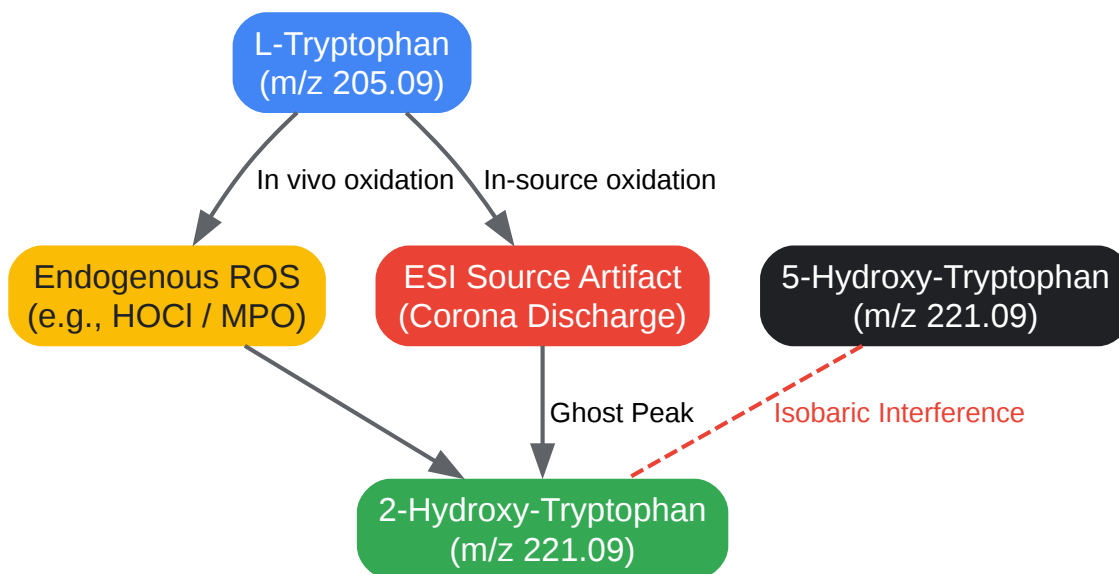 L-Tryptophan
(m/z 205.09)
In vivo oxidation
In-source oxidation
Endogenous ROS
(e.g., HOCl / MPO)
ESI Source Artifact
(Corona Discharge)
5-Hydroxy-Tryptophan
(m/z 221.09)
Ghost Peak
Isobaric Interference
2-Hydroxy-Tryptophan
(m/z 221.09)